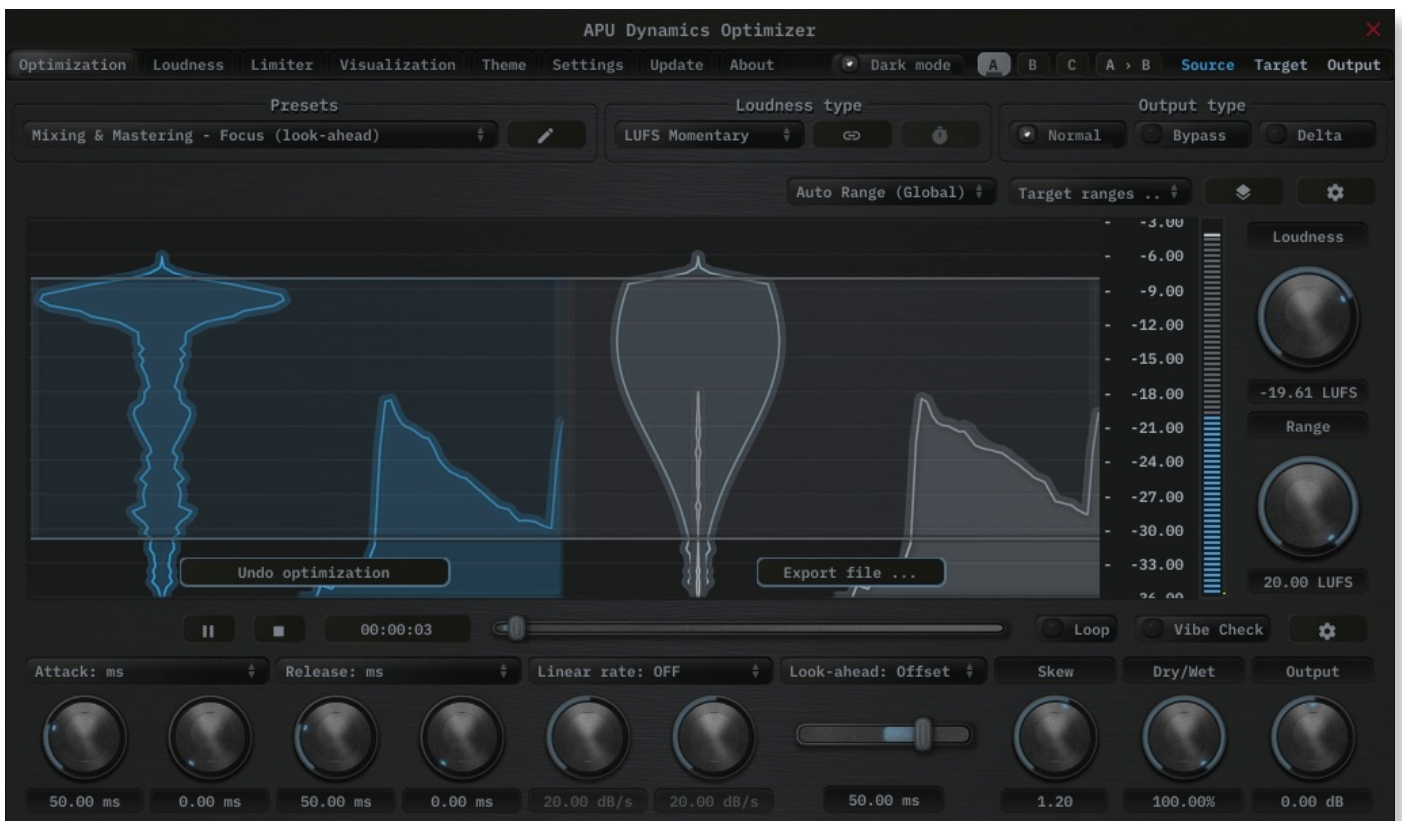 APU Dynamics Optimizer
Optimization Loudness Limiter Visualization Theme Settings Update About Dark mode A B C A › B Source Target Output
Presets Loudness type Output type
Mixing & Mastering - Focus (look-ahead) LUFS Momentary Normal Bypass Delta
Auto Range (Global) Target ranges ..
- -3.00
Loudness
- -6.00
- -9.00
- -12.00
- -15.00
- -18.00
-19.61 LUFS
- -21.00
Range
- -24.00
- -27.00
- -30.00
- -33.00
Undo optimization Export file ...
20.00 LUFS
36.00
00:00:03 Loop Vibe Check
Attack: ms Release: ms Linear rate: OFF Look-ahead: Offset Skew Dry/Wet Output
50.00 ms 0.00 ms 50.00 ms 0.00 ms 20.00 dB/s 20.00 dB/s 50.00 ms 1.20 100.00% 0.00 dB